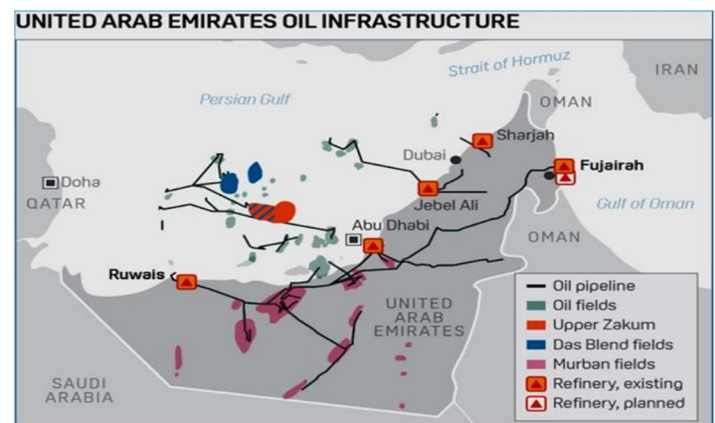 UNITED ARAB EMIRATES OIL INFRASTRUCTURE
Strait of Hormuz
IRAN
Persian Gulf
OMAN
Sharjah
Dubai
Fujairah
Doha
QATAR
Jebel Ali
Gulf of Oman
Abu Dhabi
OMAN
Ruwais
UNITED
ARAB
EMIRATES
SAUDI
ARABIA
Oil pipeline
Oil fields
Upper Zakum
Das Blend fields
Murban fields
Refinery, existing
Refinery, planned